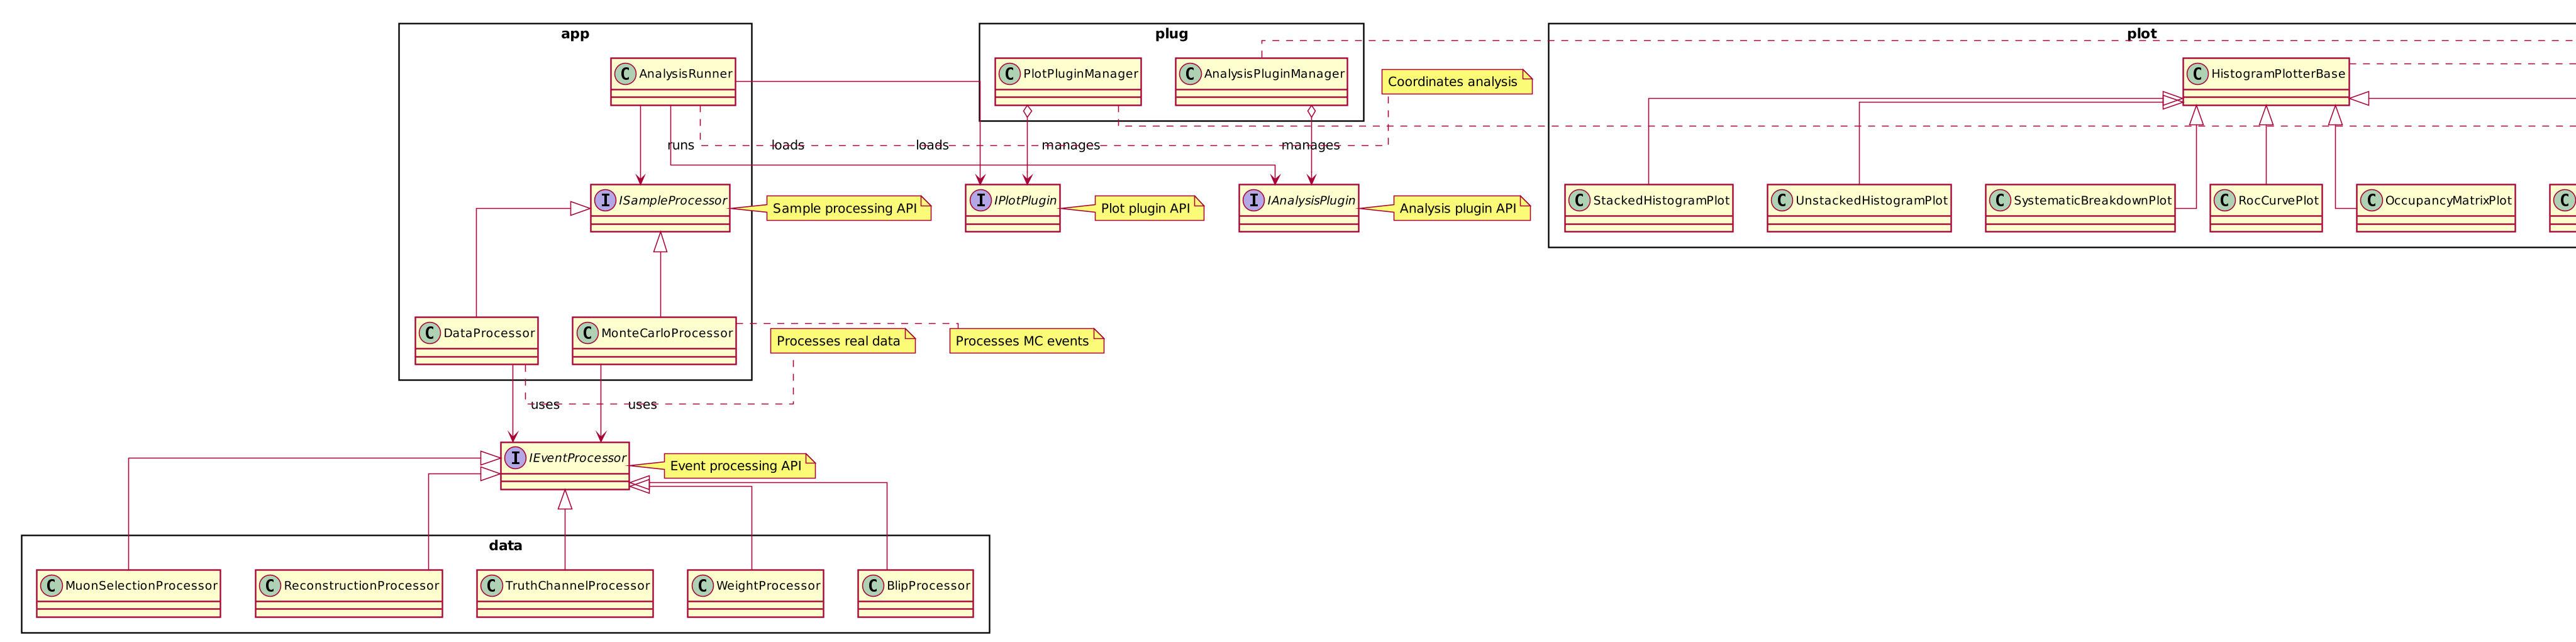 app
plug
plot
C AnalysisRunner
C PlotPluginManager
C AnalysisPluginManager
Coordinates analysis
C HistogramPlotterBase
runs
loads
loads
manages
manages
I ISampleProcessor
Sample processing API
I IPlotPlugin
Plot plugin API
I IAnalysisPlugin
Analysis plugin API
C StackedHistogramPlot
C UnstackedHistogramPlot
C SystematicBreakdownPlot
C RocCurvePlot
C OccupancyMatrixPlot
C
C DataProcessor
C MonteCarloProcessor
Processes real data
Processes MC events
uses
uses
I IEventProcessor
Event processing API
data
C MuonSelectionProcessor
C ReconstructionProcessor
C TruthChannelProcessor
C WeightProcessor
C BlipProcessor